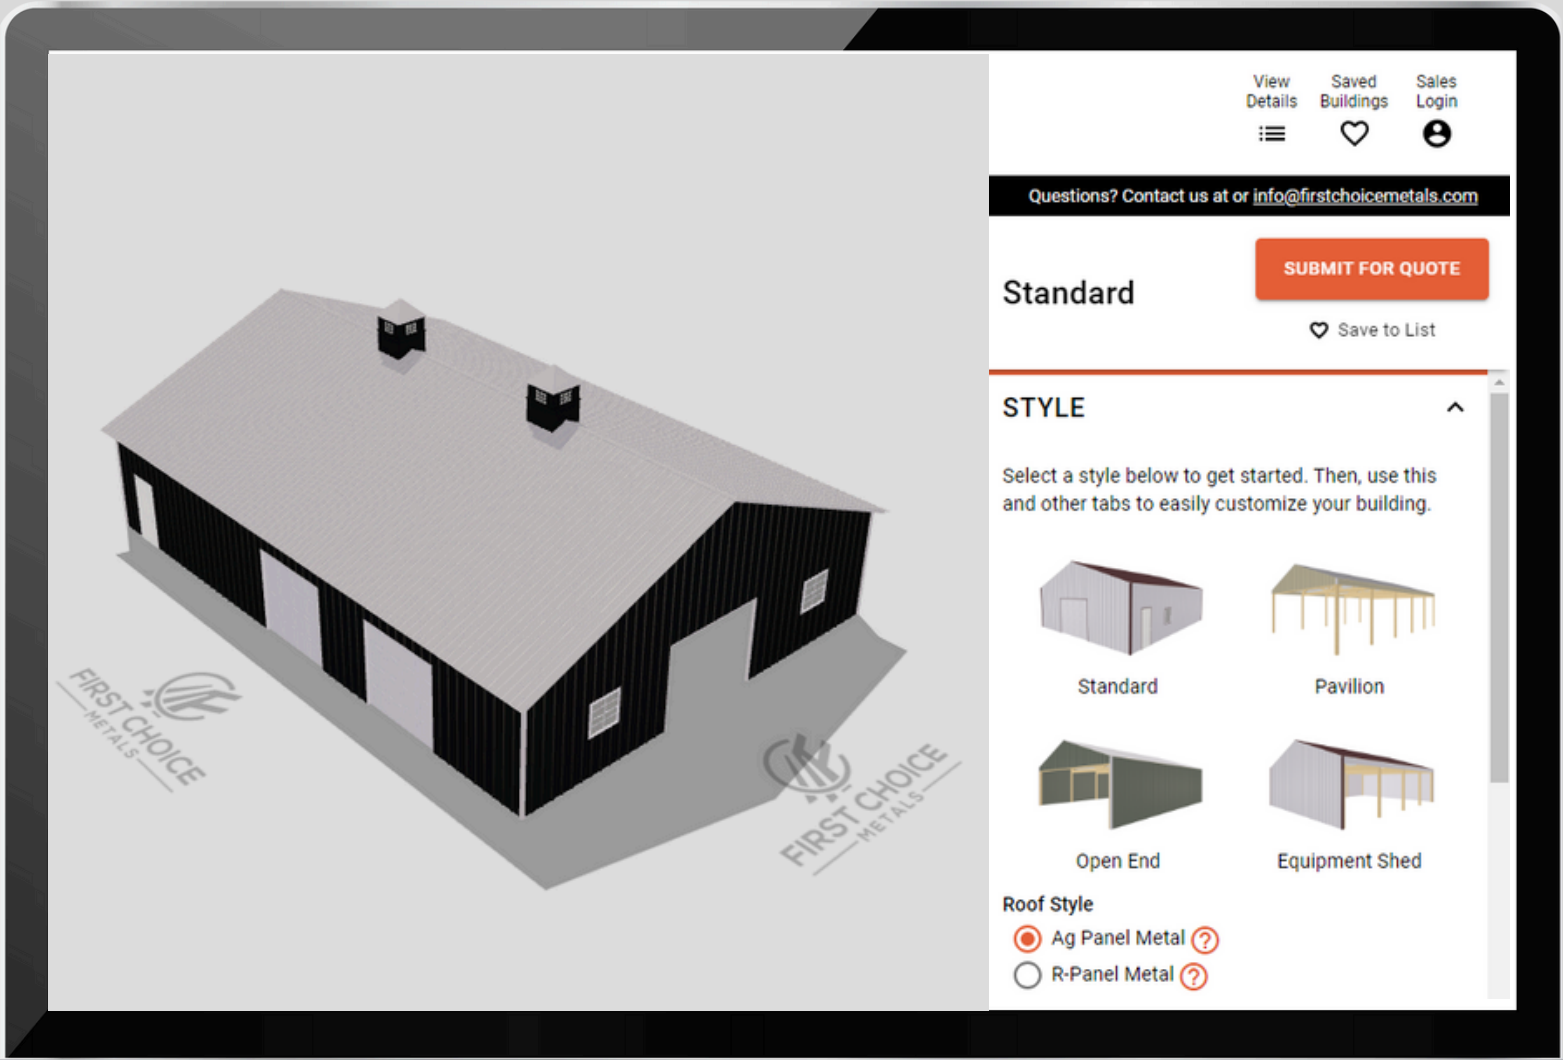 View
Details
Saved
Buildings
Sales
Login
Questions? Contact us at or info@firstchoicemetals.com
Standard
SUBMIT FOR QUOTE
Save to List
STYLE
Select a style below to get started. Then, use this
and other tabs to easily customize your building.
Standard
Pavilion
Open End
Equipment Shed
Roof Style
Ag Panel Metal ?
R-Panel Metal ?
FIRST CHOICE
METALS
FIRST CHOICE
METALS